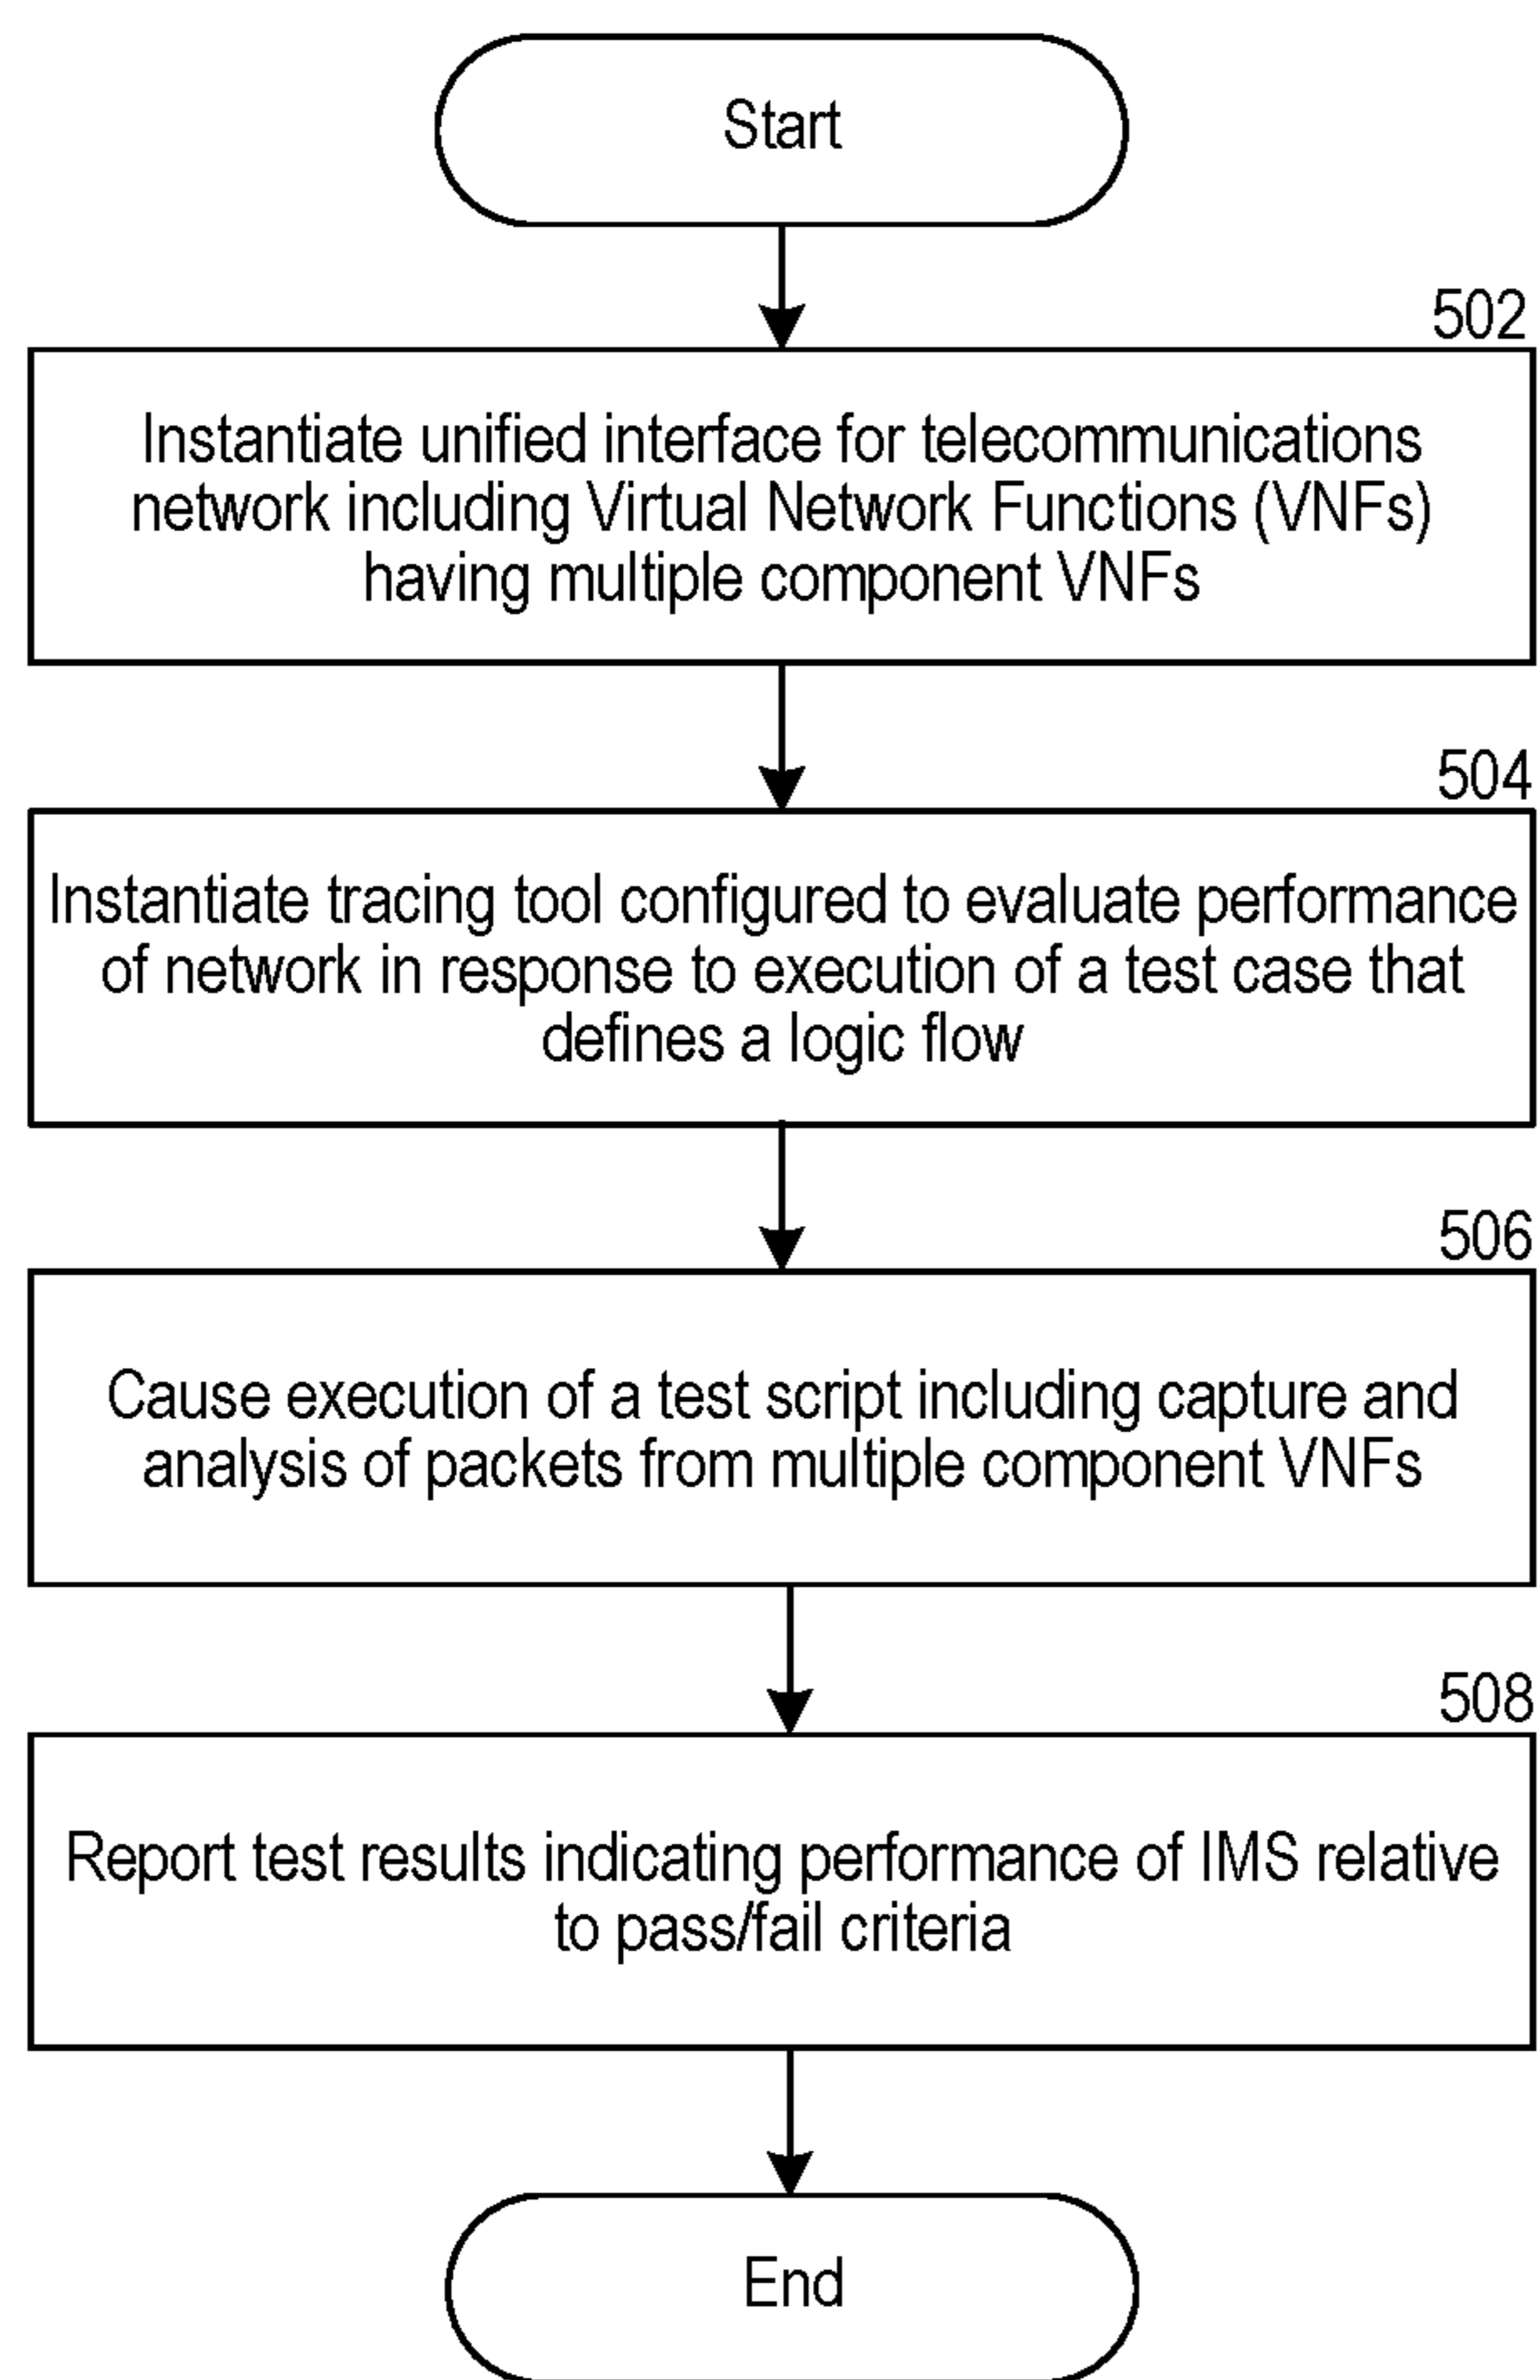 Start
502
Instantiate unified interface for telecommunications
network including Virtual Network Functions (VNFs)
having multiple component VNFs
504
Instantiate tracing tool configured to evaluate performance
of network in response to execution of a test case that
defines a logic flow
506
Cause execution of a test script including capture and
analysis of packets from multiple component VNFs
508
Report test results indicating performance of IMS relative
to pass/fail criteria
End